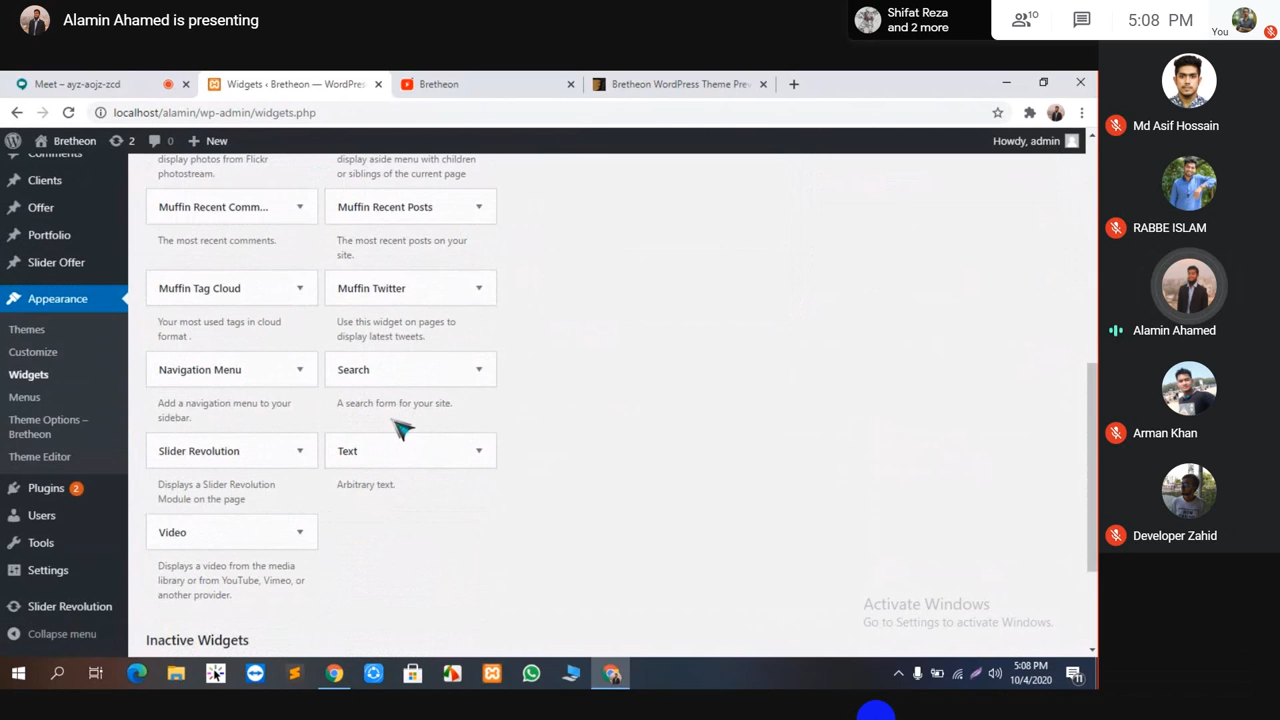 Alamin Ahamed is presenting
Shifat Reza
and 2 more
10
5:08 PM
You
Meet – ayz-aojz-zcd
Widgets ‹ Bretheon — WordPres
Bretheon
Bretheon WordPress Theme Prev
localhost/alamin/wp-admin/widgets.php
Bretheon
2
0
New
Howdy, admin
Comments
Clients
Offer
Portfolio
Slider Offer
Appearance
Themes
Customize
Widgets
Menus
Theme Options –
Bretheon
Theme Editor
Plugins 2
Users
Tools
Settings
Slider Revolution
Collapse menu
display photos from Flickr
photostream.
display aside menu with children
or siblings of the current page
Muffin Recent Comm...
The most recent comments.
Muffin Recent Posts
The most recent posts on your
site.
Muffin Tag Cloud
Your most used tags in cloud
format .
Muffin Twitter
Use this widget on pages to
display latest tweets.
Navigation Menu
Add a navigation menu to your
sidebar.
Search
A search form for your site.
Slider Revolution
Displays a Slider Revolution
Module on the page
Text
Arbitrary text.
Video
Displays a video from the media
library or from YouTube, Vimeo, or
another provider.
Inactive Widgets
Activate Windows
Go to Settings to activate Windows.
5:08 PM
10/4/2020
11
Md Asif Hossain
RABBE ISLAM
Alamin Ahamed
Arman Khan
Developer Zahid